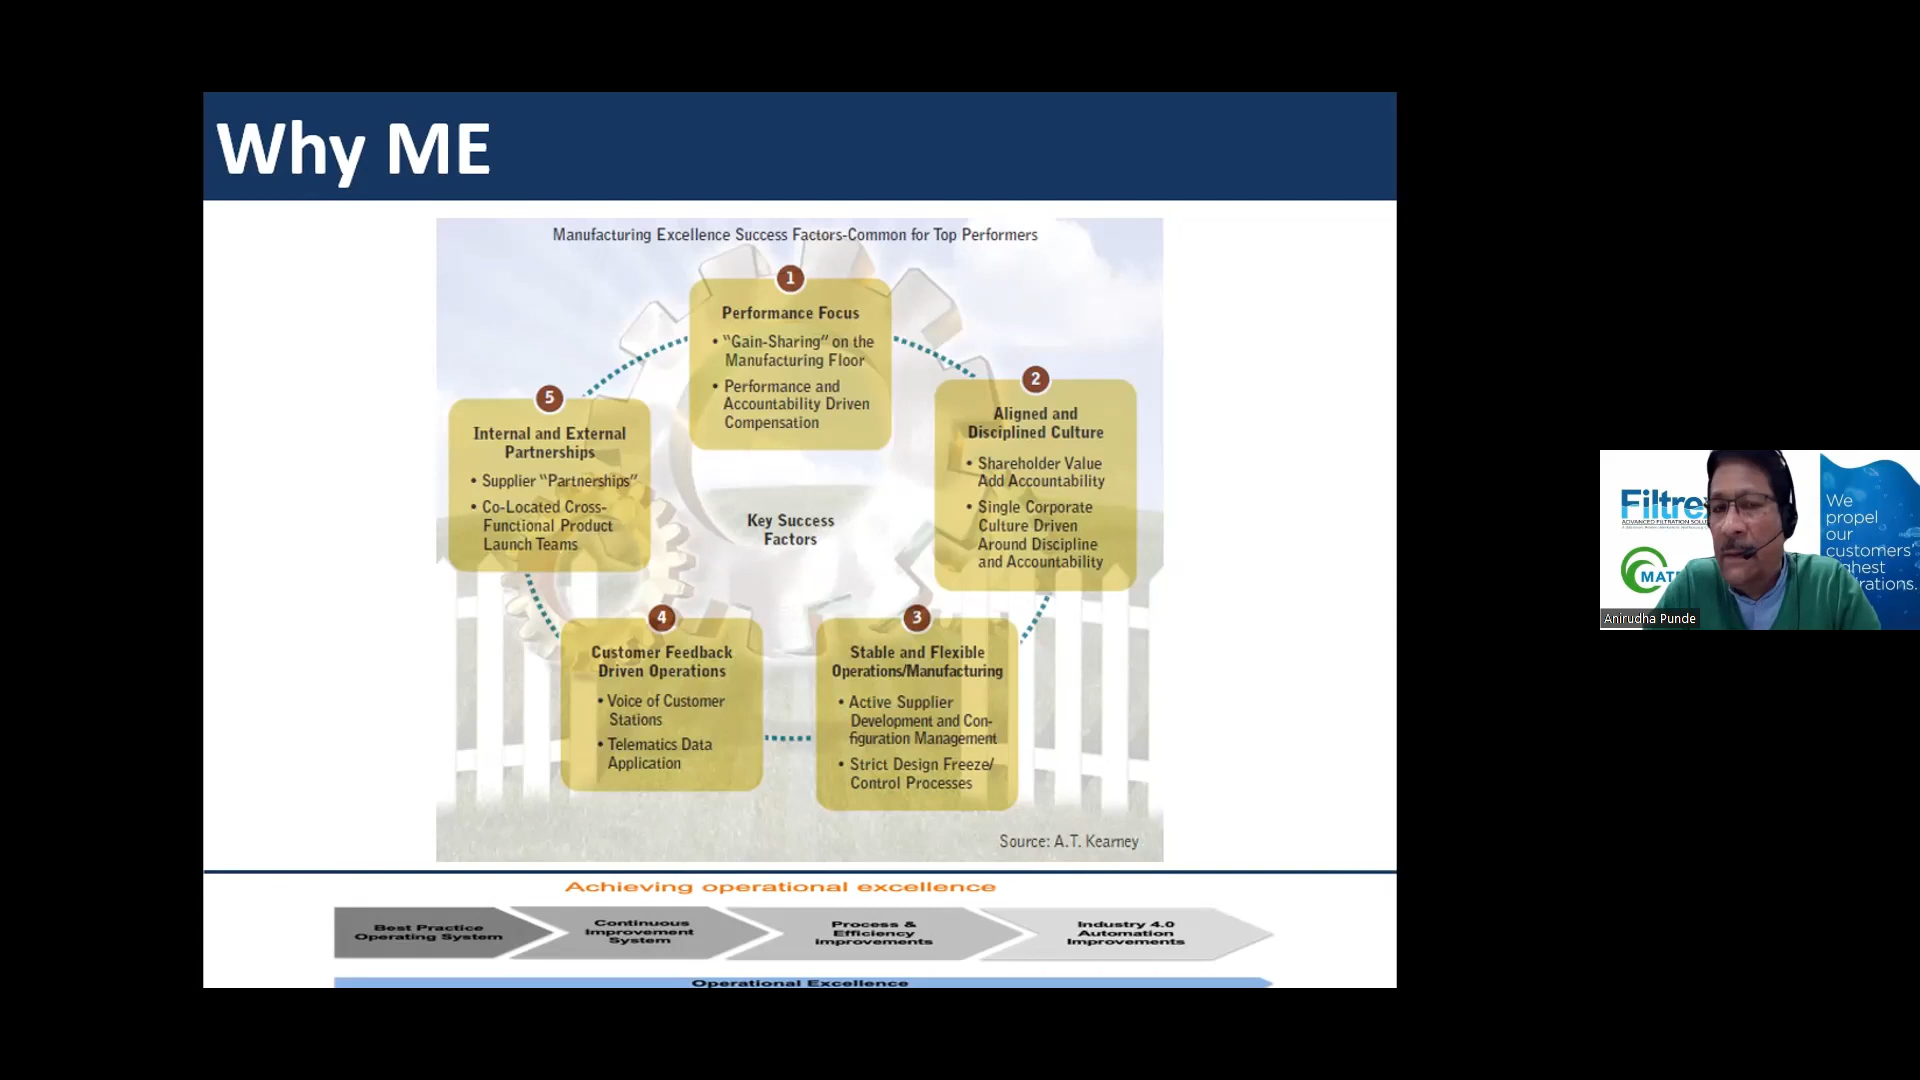 Why ME
Manufacturing Excellence Success Factors-Common for Top Performers
1
Performance Focus
• "Gain-Sharing" on the
Manufacturing Floor
• Performance and
Accountability Driven
Compensation
2
Aligned and
Disciplined Culture
• Shareholder Value
Add Accountability
• Single Corporate
Culture Driven
Around Discipline
and Accountability
3
Stable and Flexible
Operations/Manufacturing
• Active Supplier
Development and Con-
figuration Management
• Strict Design Freeze/
Control Processes
4
Customer Feedback
Driven Operations
• Voice of Customer
Stations
• Telematics Data
Application
5
Internal and External
Partnerships
• Supplier "Partnerships"
• Co-Located Cross-
Functional Product
Launch Teams
Key Success
Factors
Source: A.T. Kearney
Achieving operational excellence
Best Practice
Operating System
Continuous
Improvement
System
Process &
Efficiency
improvements
Industry 4.0
Automation
Improvements
Operational Excellence
Filtre
ADVANCED FILTRATION
MAT
We
propel
our
customers'
Anirudha Punde